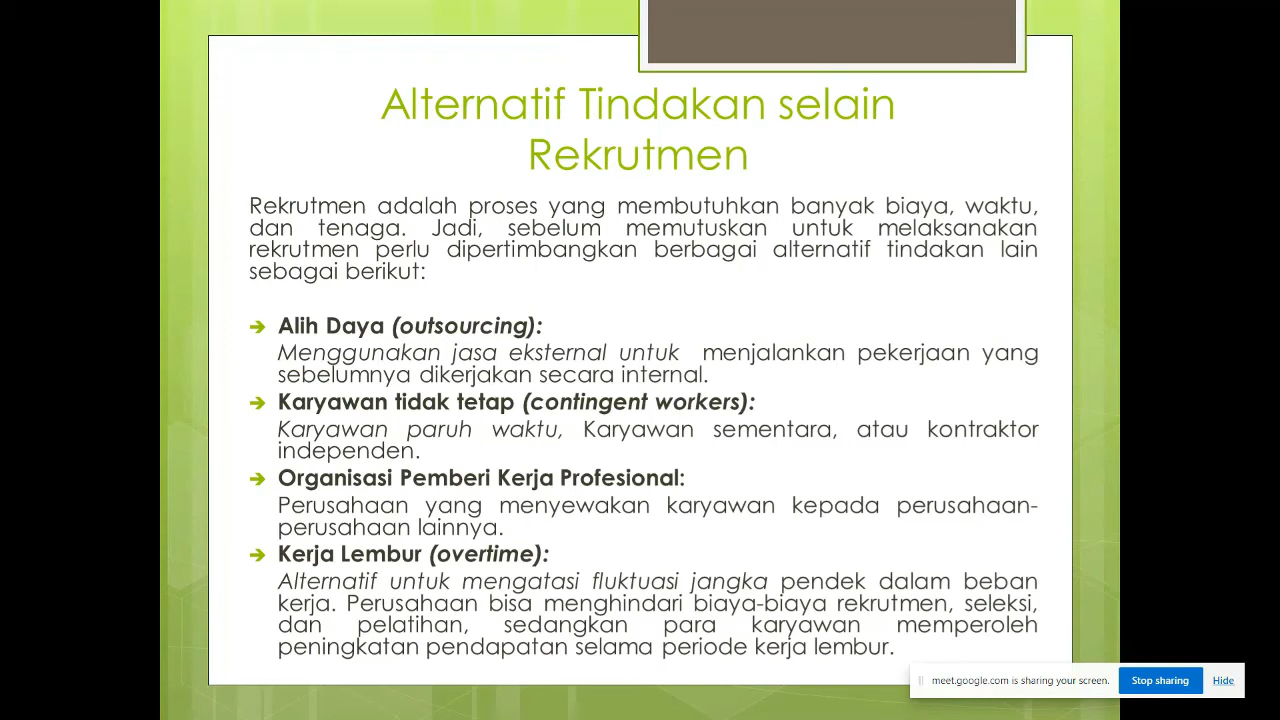 Alternatif Tindakan selain
Rekrutmen
Rekrutmen adalah proses yang membutuhkan banyak biaya, waktu,
dan tenaga. Jadi, sebelum memutuskan untuk melaksanakan
rekrutmen perlu dipertimbangkan berbagai alternatif tindakan lain
sebagai berikut:
➔ Alih Daya (outsourcing):
Menggunakan jasa eksternal untuk menjalankan pekerjaan yang
sebelumnya dikerjakan secara internal.
➔ Karyawan tidak tetap (contingent workers):
Karyawan paruh waktu, Karyawan sementara, atau kontraktor
independen.
➔ Organisasi Pemberi Kerja Profesional:
Perusahaan yang menyewakan karyawan kepada perusahaan-
perusahaan lainnya.
➔ Kerja Lembur (overtime):
Alternatif untuk mengatasi fluktuasi jangka pendek dalam beban
kerja. Perusahaan bisa menghindari biaya-biaya rekrutmen, seleksi,
dan pelatihan, sedangkan para karyawan memperoleh
peningkatan pendapatan selama periode kerja lembur.
meet.google.com is sharing your screen. Stop sharing Hide